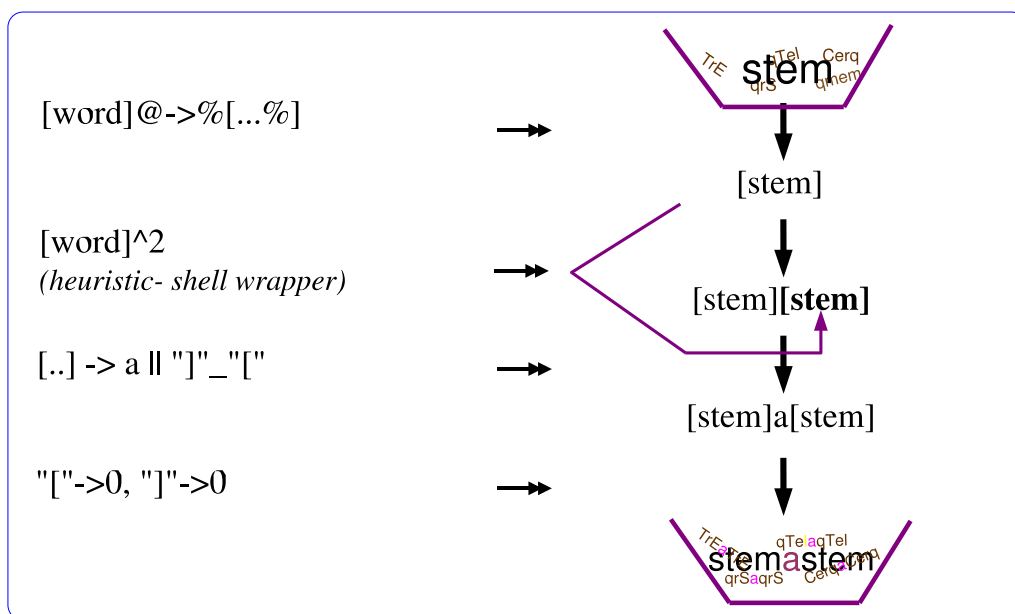 TrE qTel Cerq
stem
qrS qmem
[word]@->%[...%]
[stem]
[word]^2
(heuristic- shell wrapper)
[stem][stem]
[..] -> a || "]"_"["
[stem]a[stem]
"["->0, "]"->0
TrEaTrE qTelaqTel
stemastem
qrSaqrS CerqaCerq